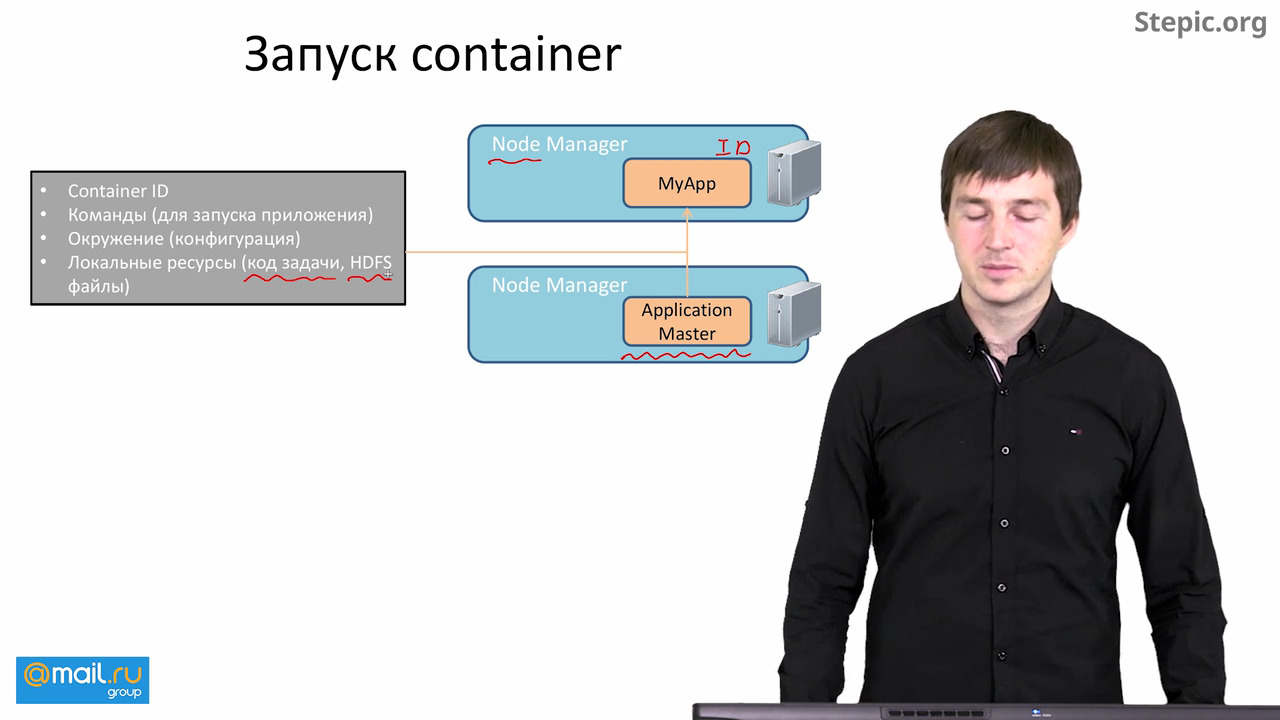 Stepic.org
Запуск container
Node Manager
ID
MyApp
• Container ID
• Команды (для запуска приложения)
• Окружение (конфигурация)
• Локальные ресурсы (код задачи, HDFS
файлы)
Node Manager
Application
Master
@mail.ru
group